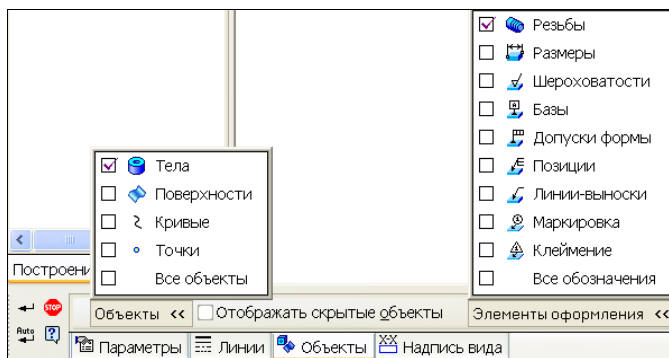 Резьбы
Размеры
Шероховатости
Базы
Допуски формы
Позиции
Линии-выноски
Маркировка
Клеймение
Все обозначения
Тела
Поверхности
Кривые
Точки
Все объекты
Построени
STOP
Объекты <<
Отображать скрытые объекты
Элементы оформления <<
Auto
Параметры
Линии
Объекты
Надпись вида